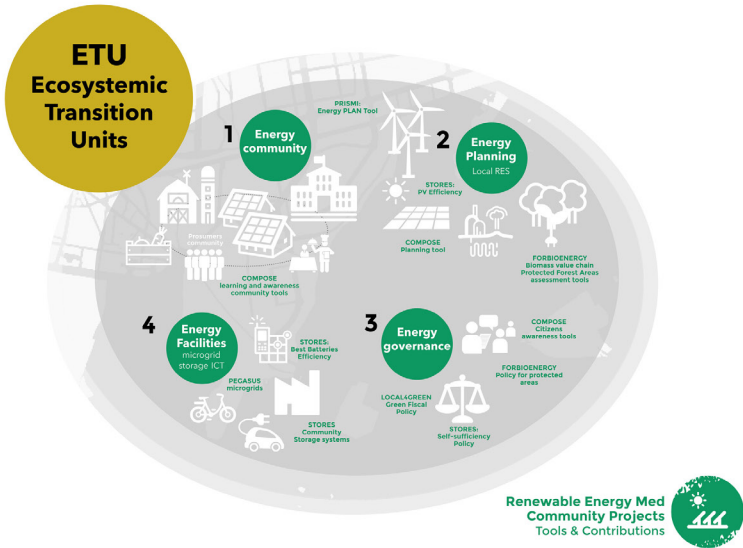 ETU
Ecosystemic
Transition
Units
1
Energy
community
PRISMI:
Energy PLAN Tool
2
Energy
Planning
Local RES
STORES:
PV Efficiency
Prosumers
community
COMPOSE
Planning tool
COMPOSE
learning and awareness
community tools
FORBIOENERGY
Biomass value chain
Protected Forest Areas
assessment tools
4
Energy
Facilities
microgrid
storage ICT
STORES:
Best Batteries
Efficiency
PEGASUS
microgrids
STORES
Community
Storage systems
3
Energy
governance
COMPOSE
Citizens
awareness tools
FORBIOENERGY
Policy for protected
areas
LOCAL4GREEN
Green Fiscal
Policy
STORES:
Self-sufficiency
Policy
Renewable Energy Med
Community Projects
Tools & Contributions